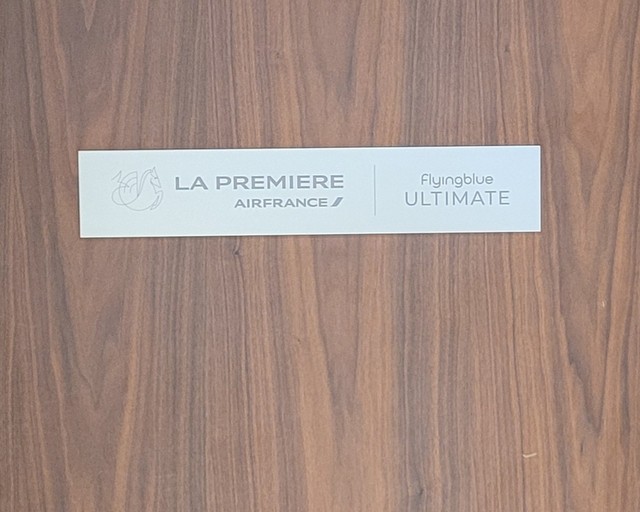 LA PREMIERE
AIRFRANCE
Flyingblue
ULTIMATE